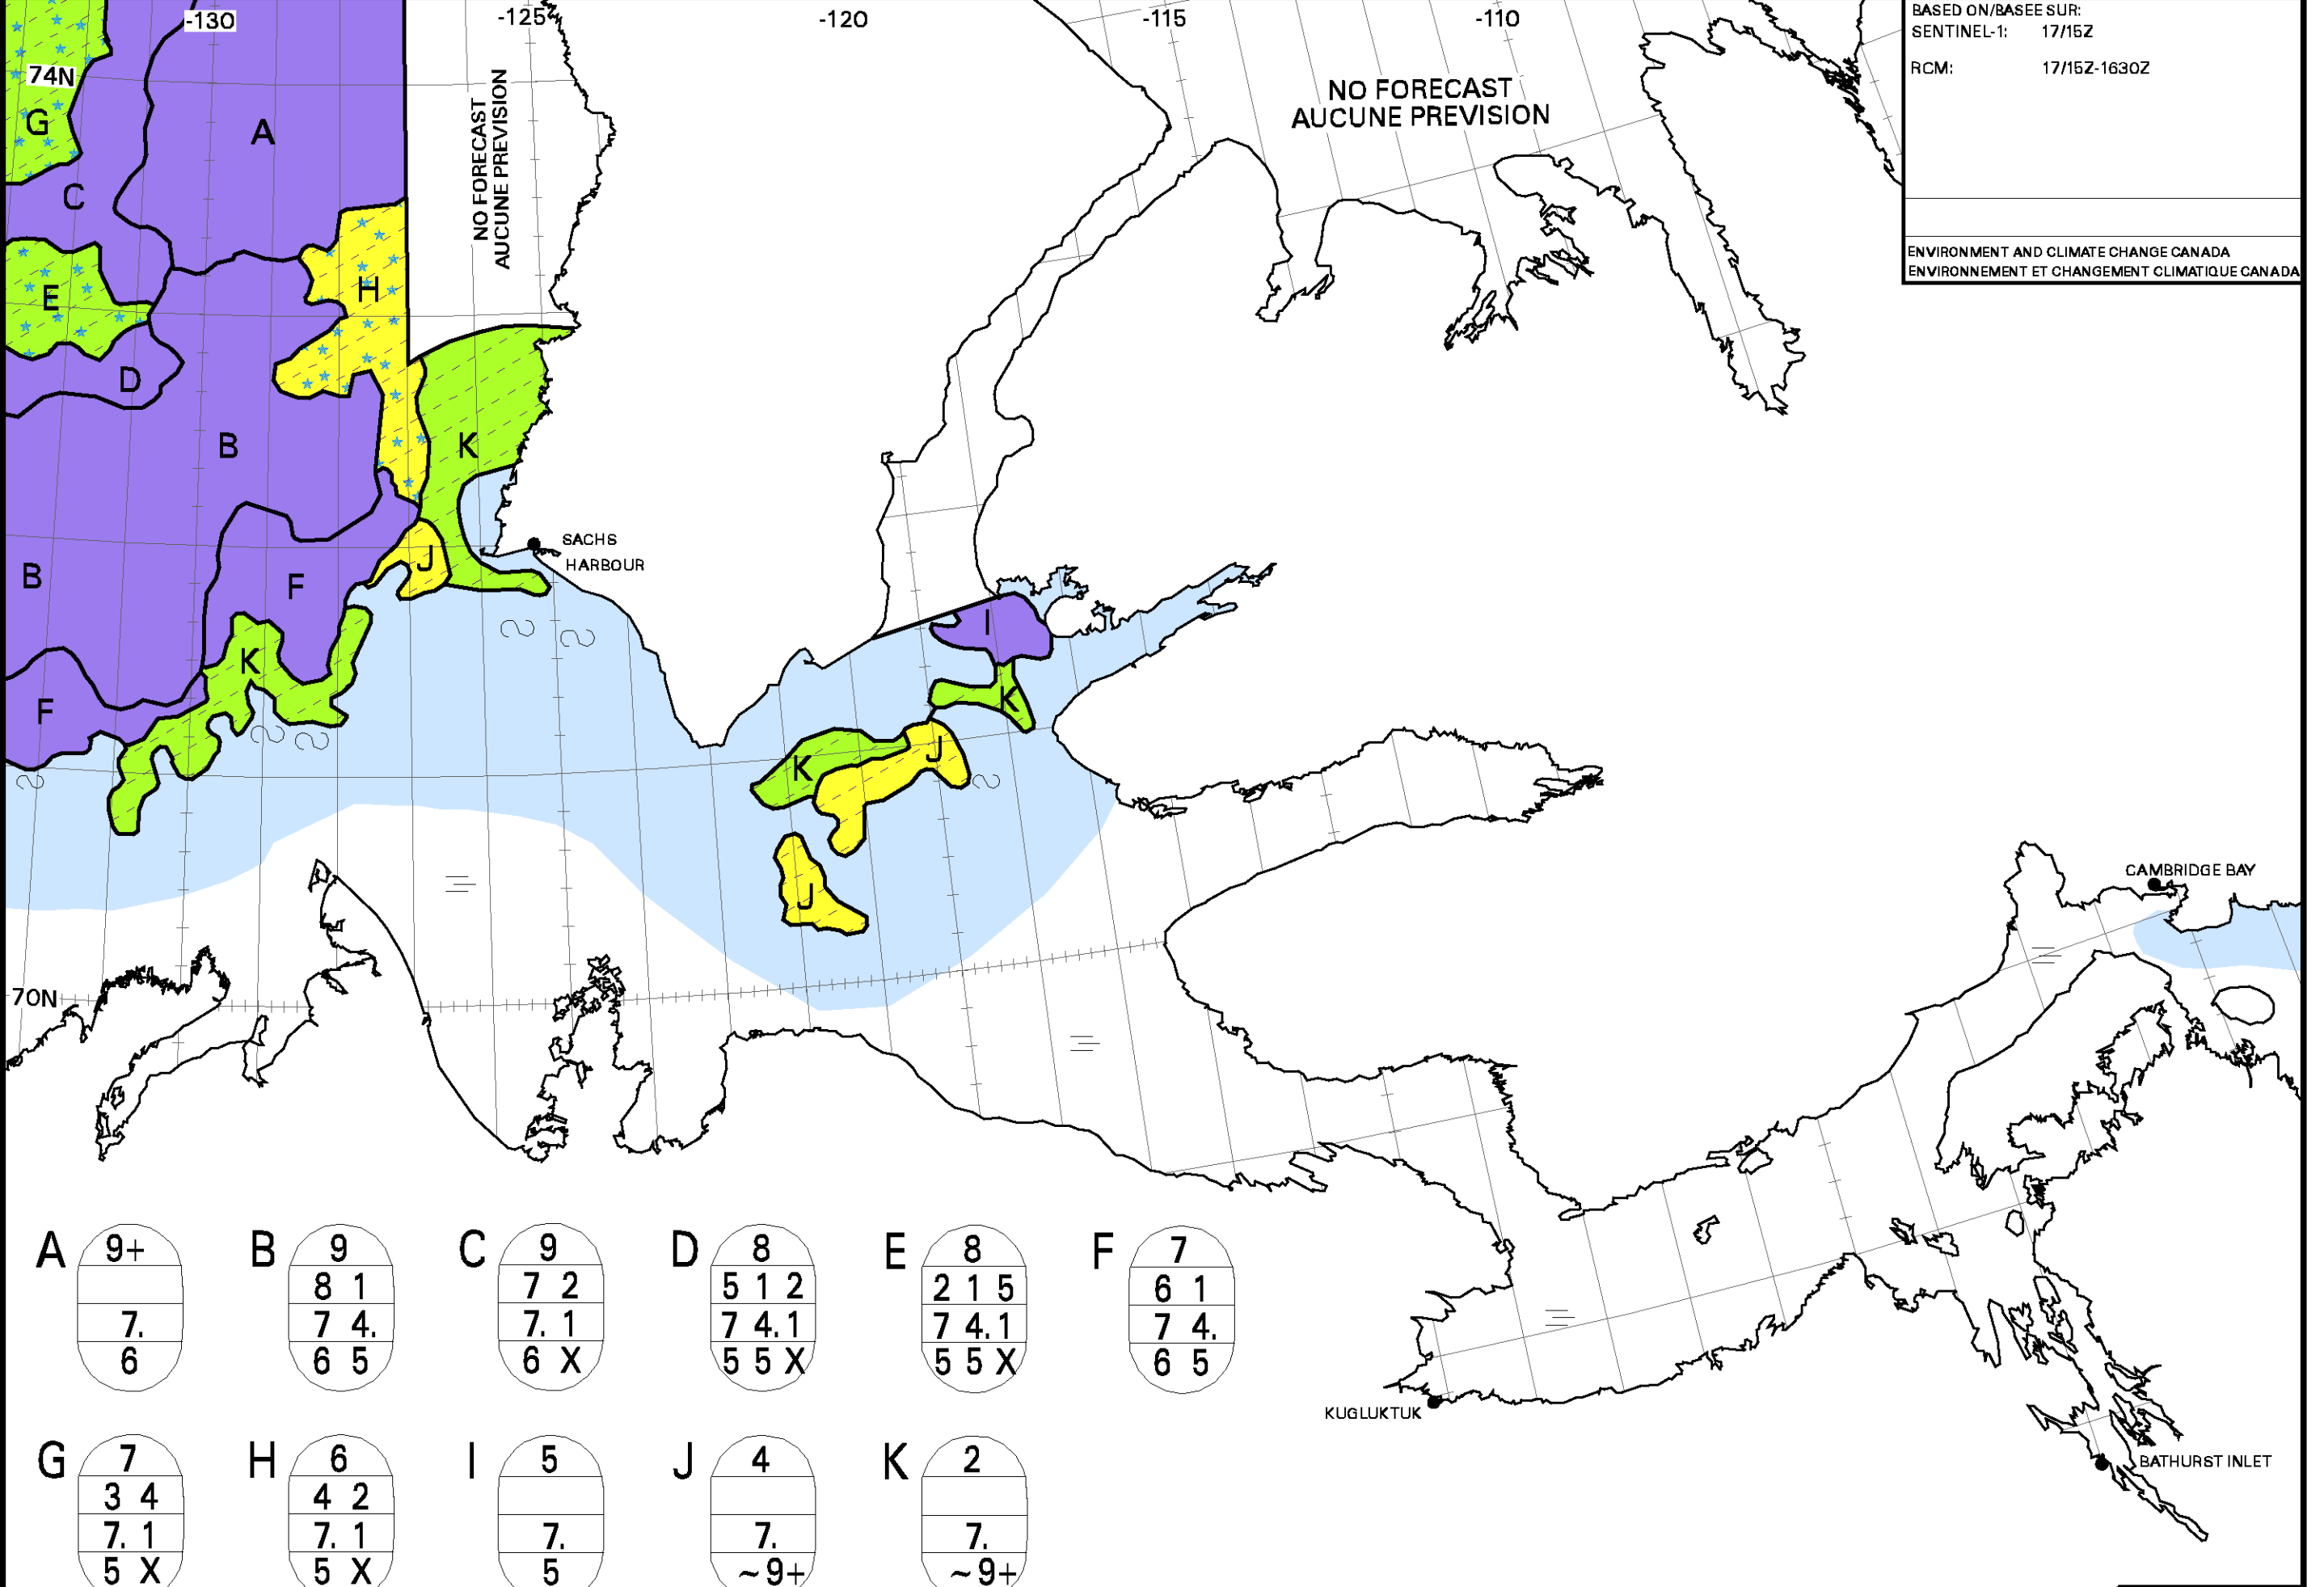 -130
-125
-120
-115
-110
BASED ON/BASEE SUR:
SENTINEL-1: 17/15Z
RCM: 17/15Z-1630Z
ENVIRONMENT AND CLIMATE CHANGE CANADA
ENVIRONNEMENT ET CHANGEMENT CLIMATIQUE CANADA
NO FORECAST
AUCUNE PREVISION
NO FORECAST
AUCUNE PREVISION
74N
G
A
C
E
H
D
B
K
B
F
J
SACHS
HARBOUR
I
K
F
K
K
J
J
CAMBRIDGE BAY
70N
KUGLUKTUK
BATHURST INLET
A 9+
7.
6
B 9
8 1
7 4.
6 5
C 9
7 2
7. 1
6 X
D 8
5 1 2
7 4. 1
5 5 X
E 8
2 1 5
7 4. 1
5 5 X
F 7
6 1
7 4.
6 5
G 7
3 4
7. 1
5 X
H 6
4 2
7. 1
5 X
I 5
7.
5
J 4
7.
~9+
K 2
7.
~9+